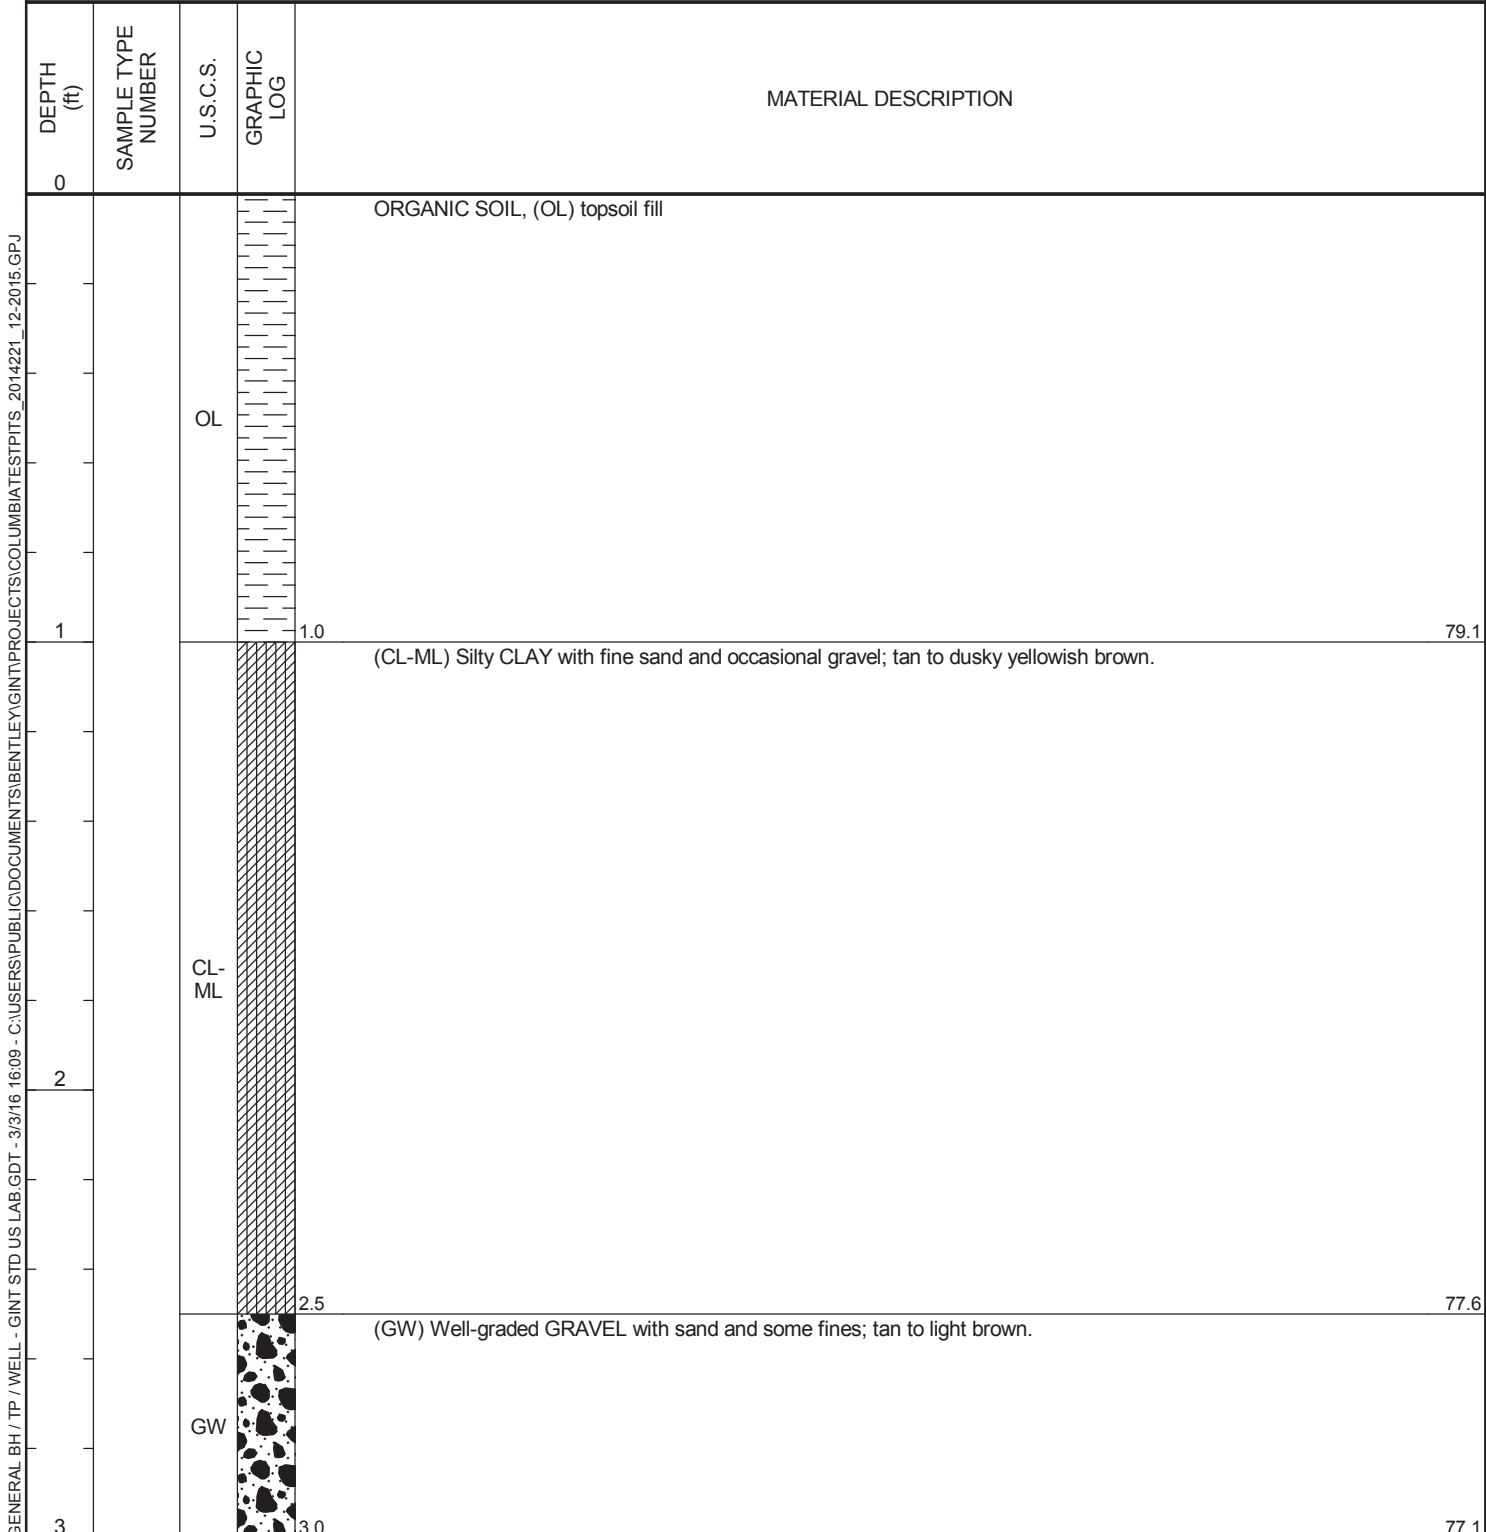 DEPTH
(ft)
SAMPLE TYPE
NUMBER
U.S.C.S.
GRAPHIC
LOG
MATERIAL DESCRIPTION
0
ORGANIC SOIL, (OL) topsoil fill
OL
1
1.0
79.1
(CL-ML) Silty CLAY with fine sand and occasional gravel; tan to dusky yellowish brown.
CL-
ML
2
2.5
77.6
(GW) Well-graded GRAVEL with sand and some fines; tan to light brown.
GW
3
3.0
77.1
GENERAL BH / TP / WELL - GINT STD US LAB.GDT - 3/3/16 16:09 - C:\USERS\PUBLIC\DOCUMENTS\BENTLEY\GINT\PROJECTS\COLUMBIATESTPITS_2014221_12-2015.GPJ